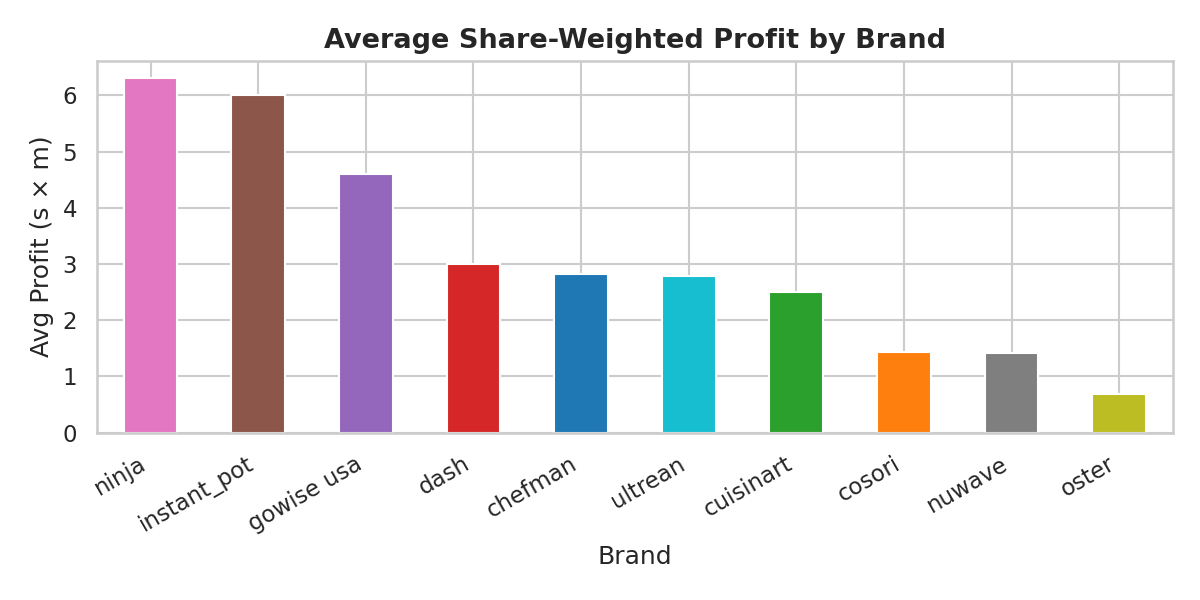 Average Share-Weighted Profit by Brand
Avg Profit (s × m)
6
5
4
3
2
1
0
ninja
instant_pot
gowise usa
dash
chefman
ultrean
cuisinart
cosori
nuwave
oster
Brand